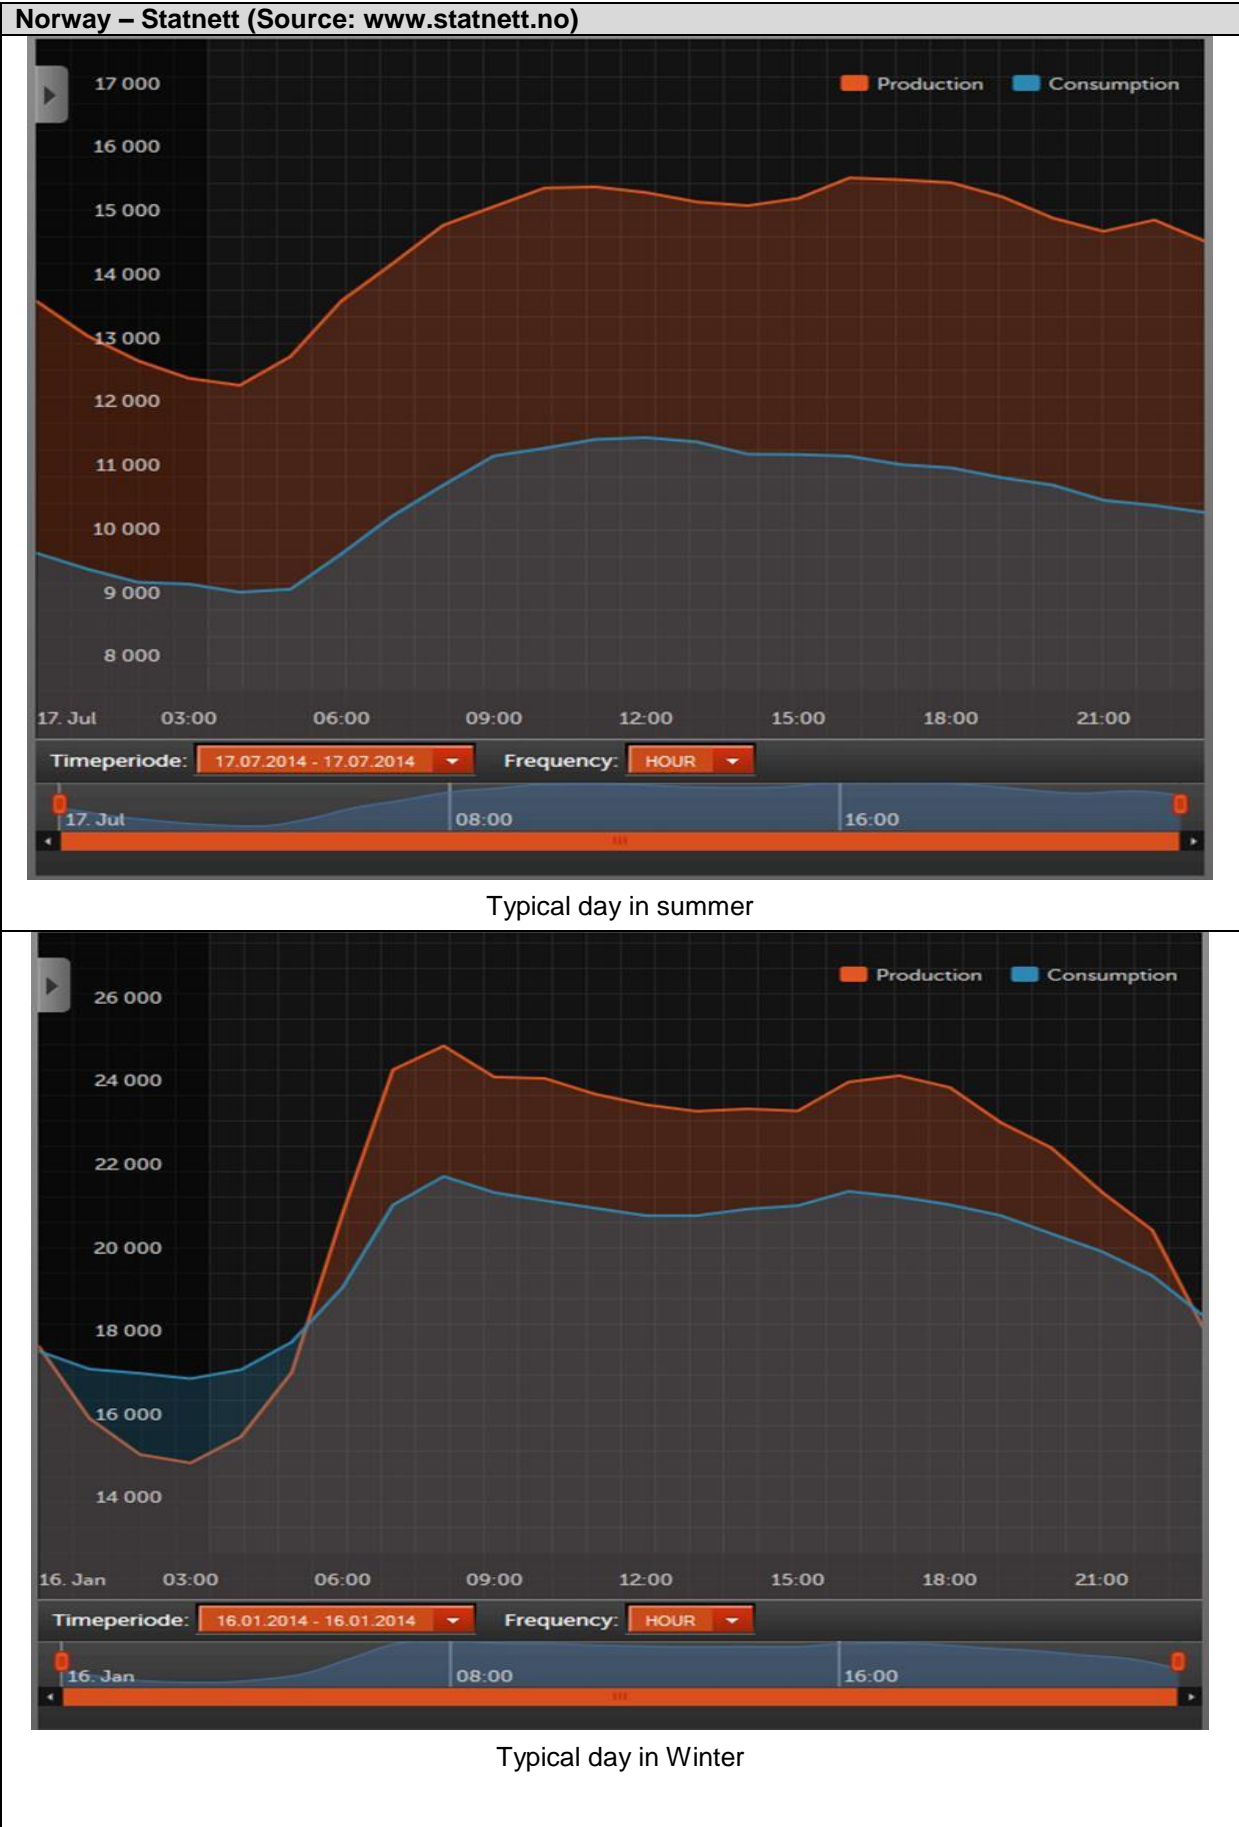 Norway – Statnett (Source: www.statnett.no)
17 000
Production Consumption
16 000
15 000
14 000
13 000
12 000
11 000
10 000
9 000
8 000
17. Jul 03:00 06:00 09:00 12:00 15:00 18:00 21:00
Timeperiode: 17.07.2014 - 17.07.2014 Frequency: HOUR
17. Jul 08:00 16:00
Typical day in summer
Production Consumption
26 000
24 000
22 000
20 000
18 000
16 000
14 000
16. Jan 03:00 06:00 09:00 12:00 15:00 18:00 21:00
Timeperiode: 16.01.2014 - 16.01.2014 Frequency: HOUR
16. Jan 08:00 16:00
Typical day in Winter